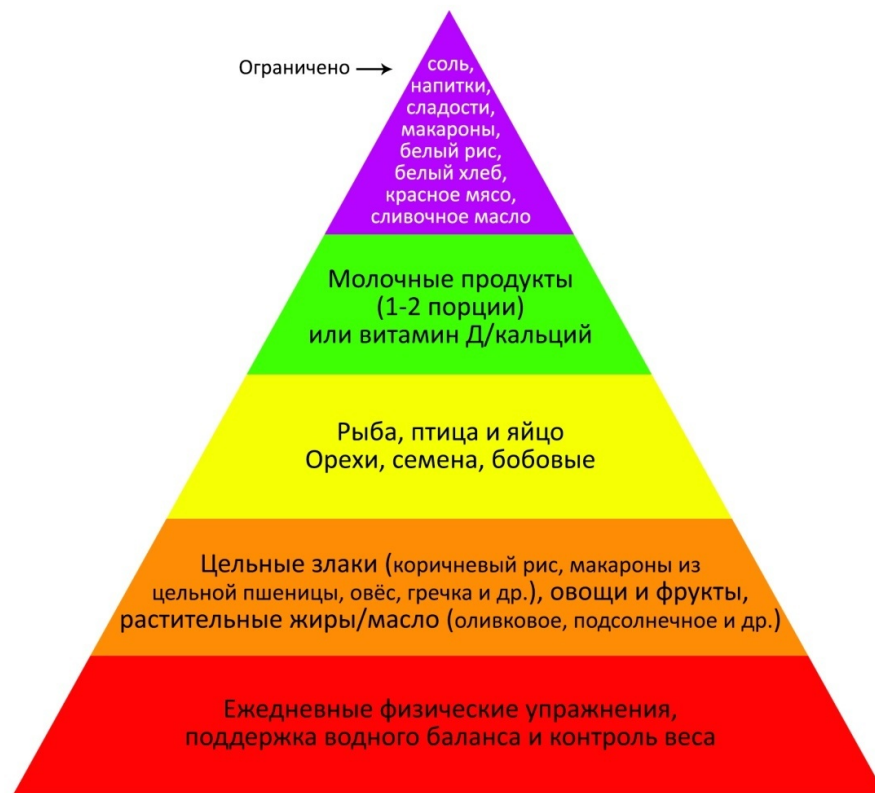 Ограничено
соль,
напитки,
сладости,
макароны,
белый рис,
белый хлеб,
красное мясо,
сливочное масло
Молочные продукты
(1-2 порции)
или витамин Д/кальций
Рыба, птица и яйцо
Орехи, семена, бобовые
Цельные злаки (коричневый рис, макароны из
цельной пшеницы, овёс, гречка и др.), овощи и фрукты,
растительные жиры/масло (оливковое, подсолнечное и др.)
Ежедневные физические упражнения,
поддержка водного баланса и контроль веса